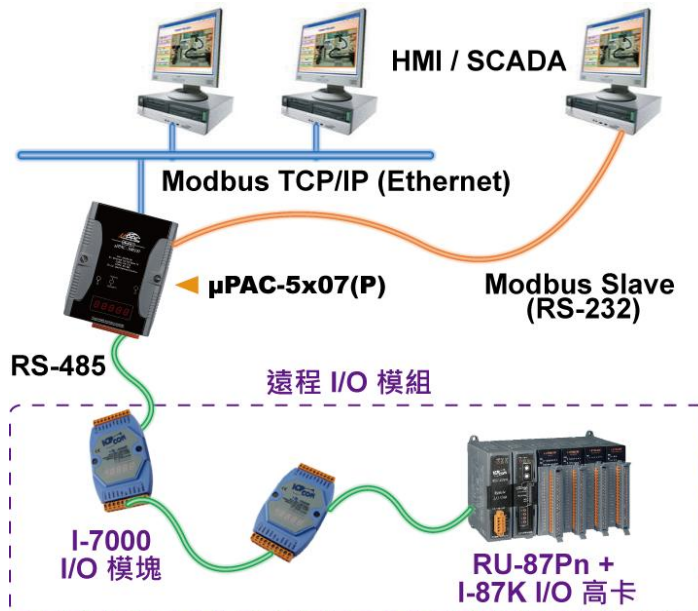 HMI / SCADA
Modbus TCP/IP (Ethernet)
µPAC-5x07(P)
Modbus Slave
(RS-232)
RS-485
遠程 I/O 模組
I-7000
I/O 模塊
RU-87Pn +
I-87K I/O 高卡